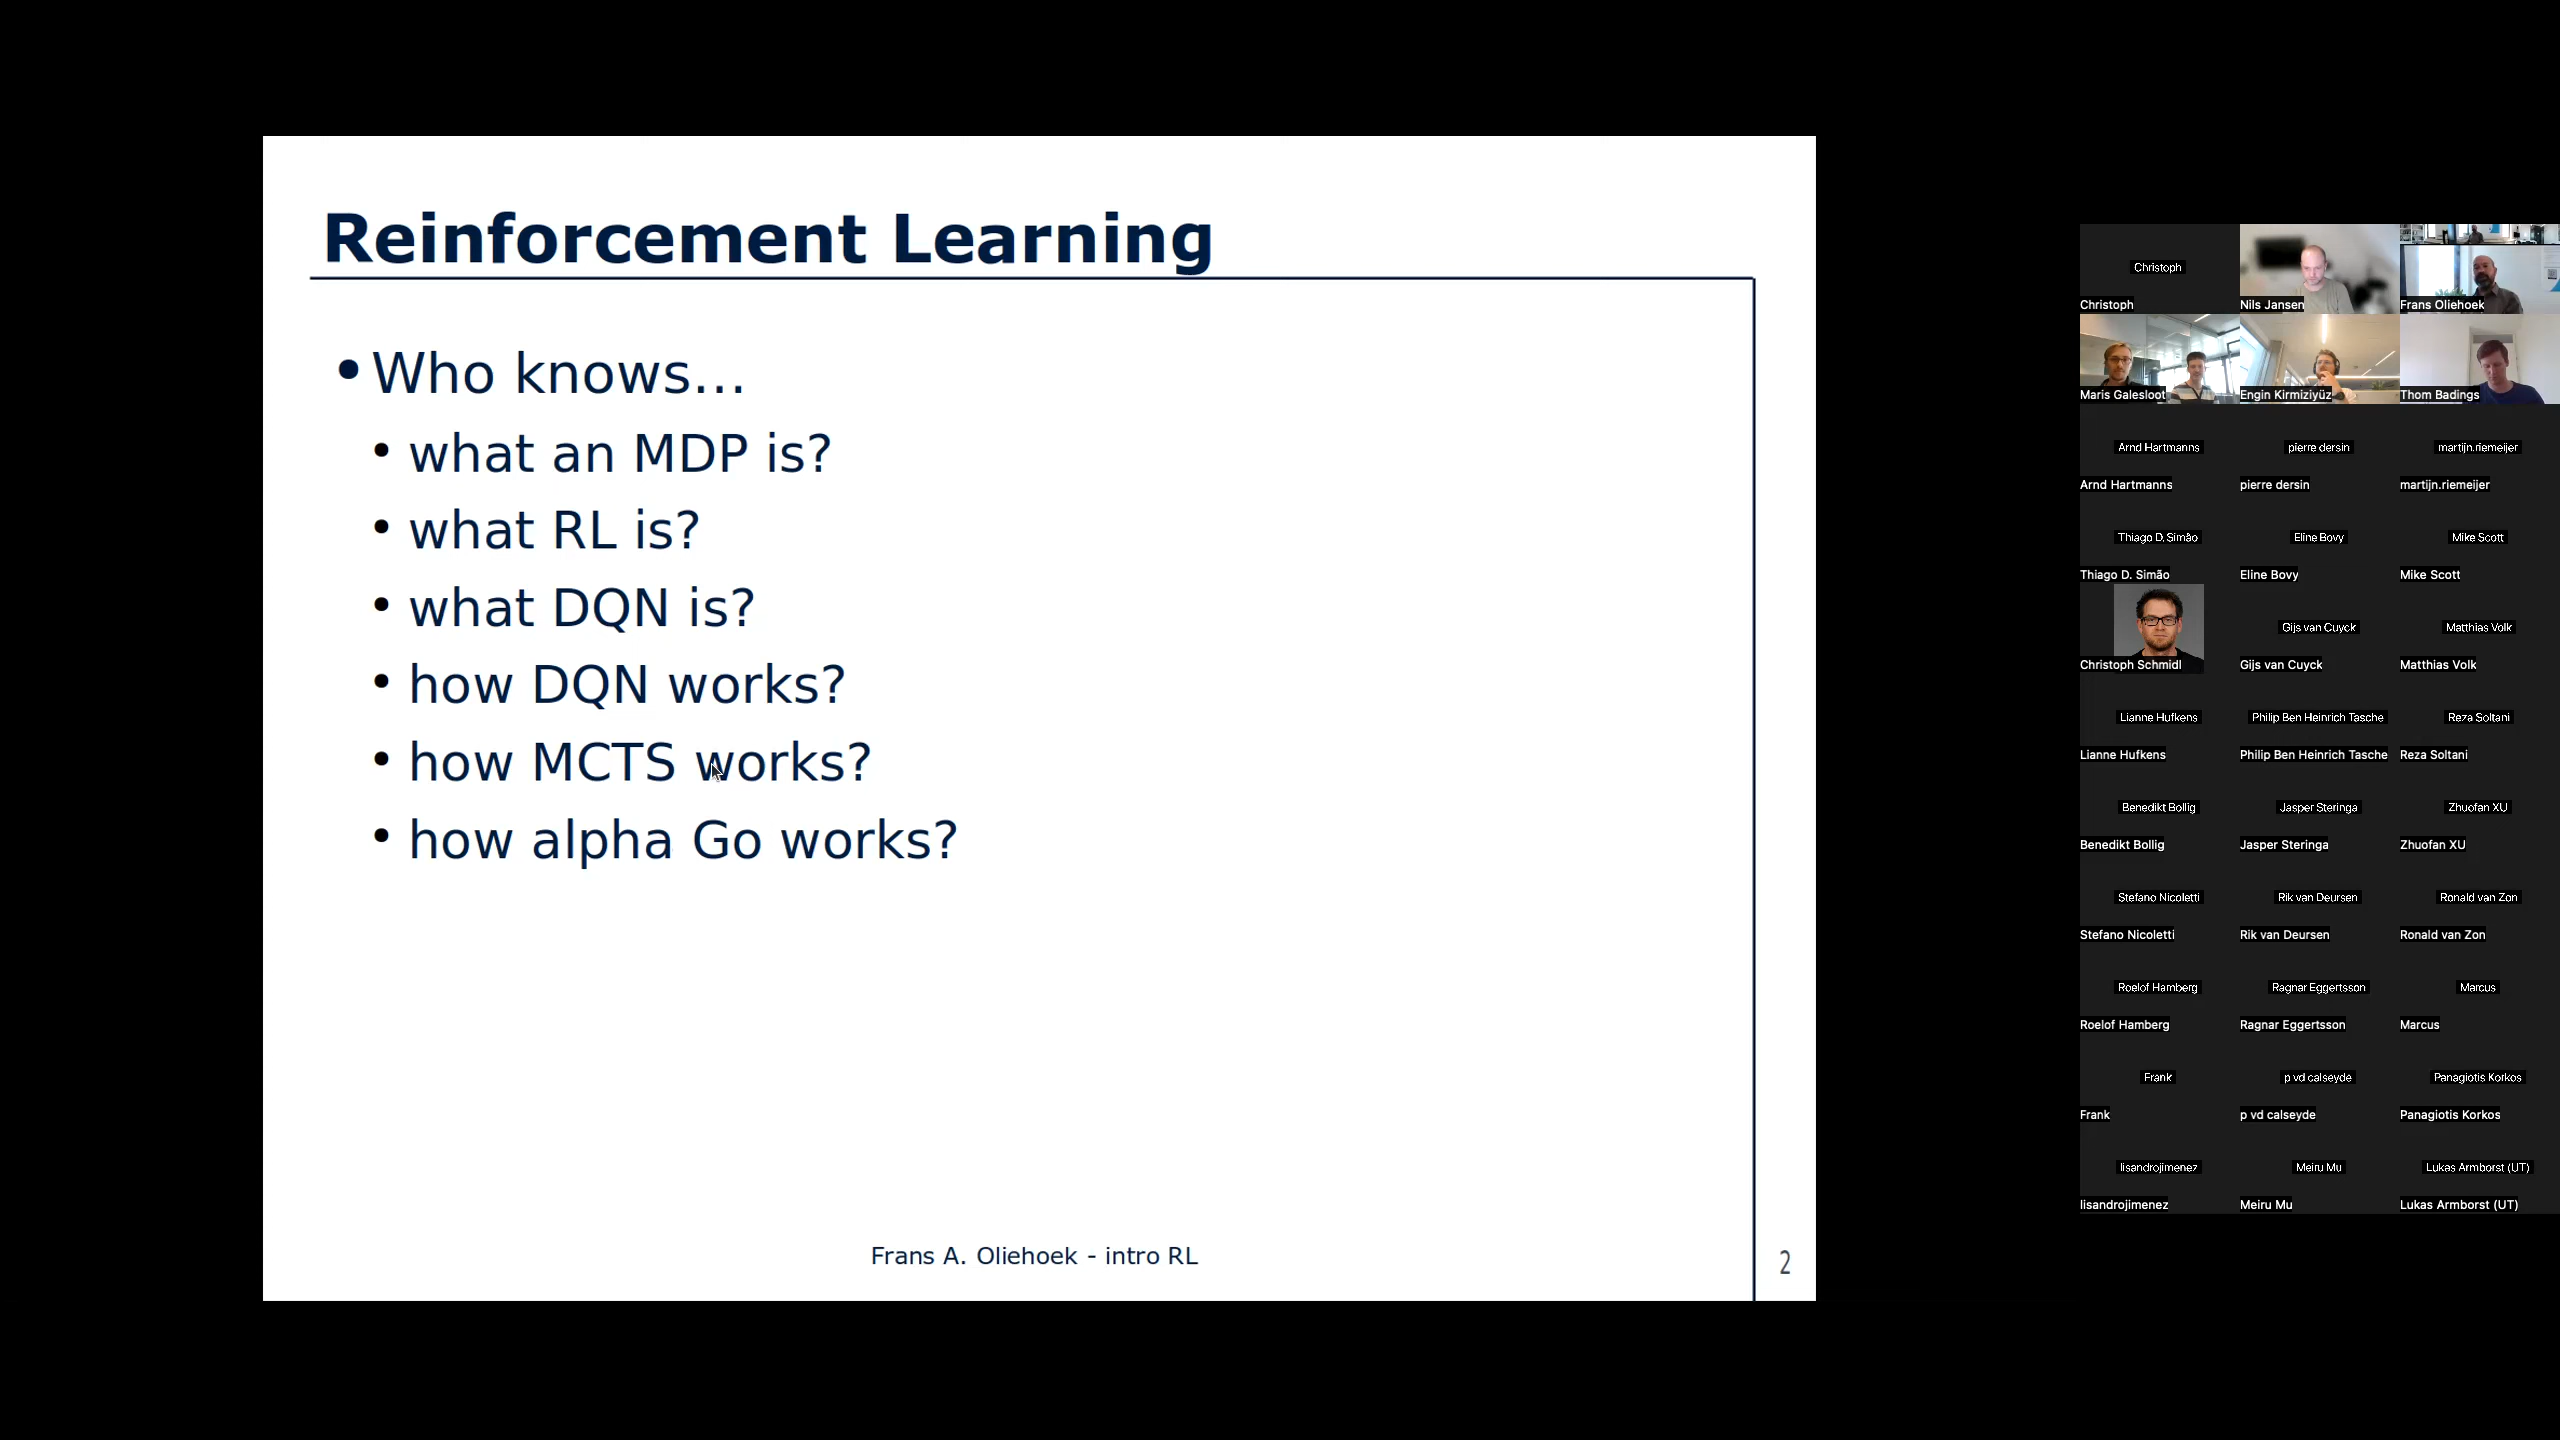 Reinforcement Learning
• Who knows...
• what an MDP is?
• what RL is?
• what DQN is?
• how DQN works?
• how MCTS works?
• how alpha Go works?
Frans A. Oliehoek - intro RL
2
Christoph
Christoph
Nils Jansen
Frans Oliehoek
Maris Galesloot
Engin Kirmiziyüz
Thom Badings
Arnd Hartmanns
pierre dersin
martijn.riemeijer
Arnd Hartmanns
pierre dersin
martijn.riemeijer
Thiago D. Simão
Eline Bovy
Mike Scott
Thiago D. Simão
Eline Bovy
Mike Scott
Gijs van Cuyck
Matthias Volk
Christoph Schmidl
Gijs van Cuyck
Matthias Volk
Lianne Hufkens
Philip Ben Heinrich Tasche
Reza Soltani
Lianne Hufkens
Philip Ben Heinrich Tasche
Reza Soltani
Benedikt Bollig
Jasper Steringa
Zhuofan XU
Benedikt Bollig
Jasper Steringa
Zhuofan XU
Stefano Nicoletti
Rik van Deursen
Ronald van Zon
Stefano Nicoletti
Rik van Deursen
Ronald van Zon
Roelof Hamberg
Ragnar Eggertsson
Marcus
Roelof Hamberg
Ragnar Eggertsson
Marcus
Frank
p vd calseyde
Panagiotis Korkos
Frank
p vd calseyde
Panagiotis Korkos
lisandrojimenez
Meiru Mu
Lukas Armborst (UT)
lisandrojimenez
Meiru Mu
Lukas Armborst (UT)